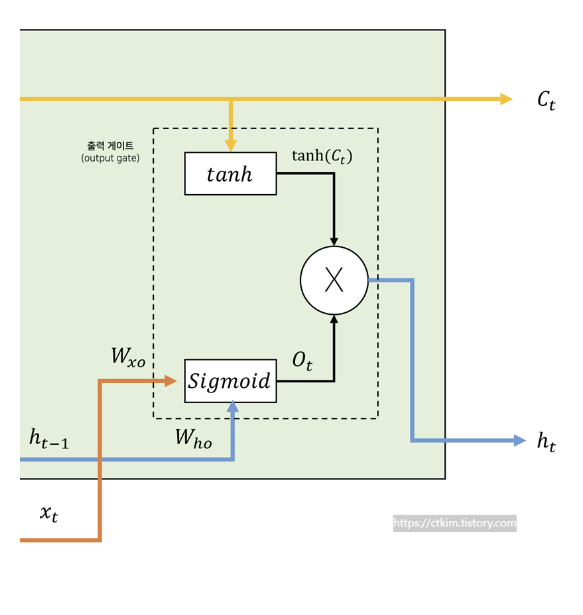 C_t
출력 게이트
(output gate)
tanh(C_t)
tanh
X
W_xo
O_t
Sigmoid
h_{t-1}
W_ho
h_t
x_t
https://ctkim.tistory.com